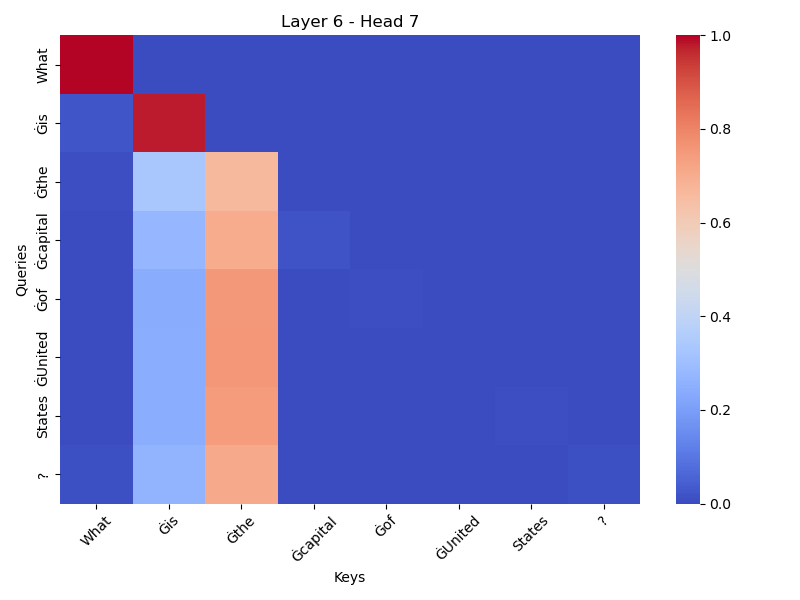 Layer 6 - Head 7
Queries
What
Ġis
Ġthe
Ġcapital
Ġof
ĠUnited
States
?
What
Ġis
Ġthe
Ġcapital
Ġof
ĠUnited
States
?
Keys
1.0
0.8
0.6
0.4
0.2
0.0